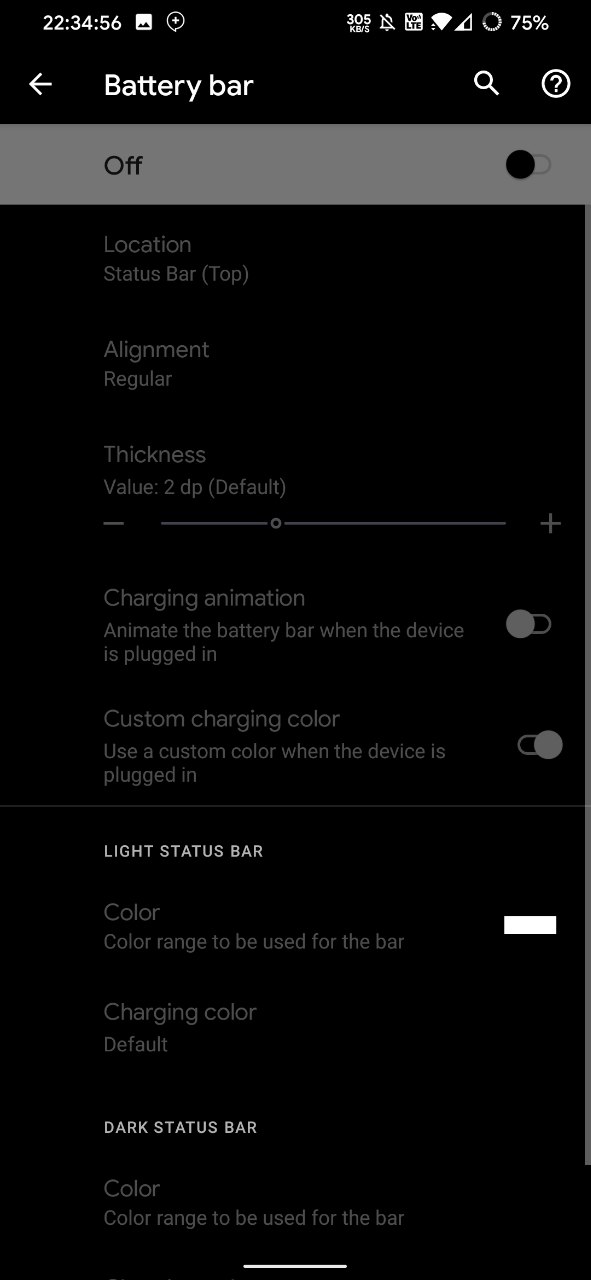 22:34:56 305 KB/S Vo LTE 75%
Battery bar
Off
Location
Status Bar (Top)
Alignment
Regular
Thickness
Value: 2 dp (Default)
Charging animation
Animate the battery bar when the device
is plugged in
Custom charging color
Use a custom color when the device is
plugged in
LIGHT STATUS BAR
Color
Color range to be used for the bar
Charging color
Default
DARK STATUS BAR
Color
Color range to be used for the bar